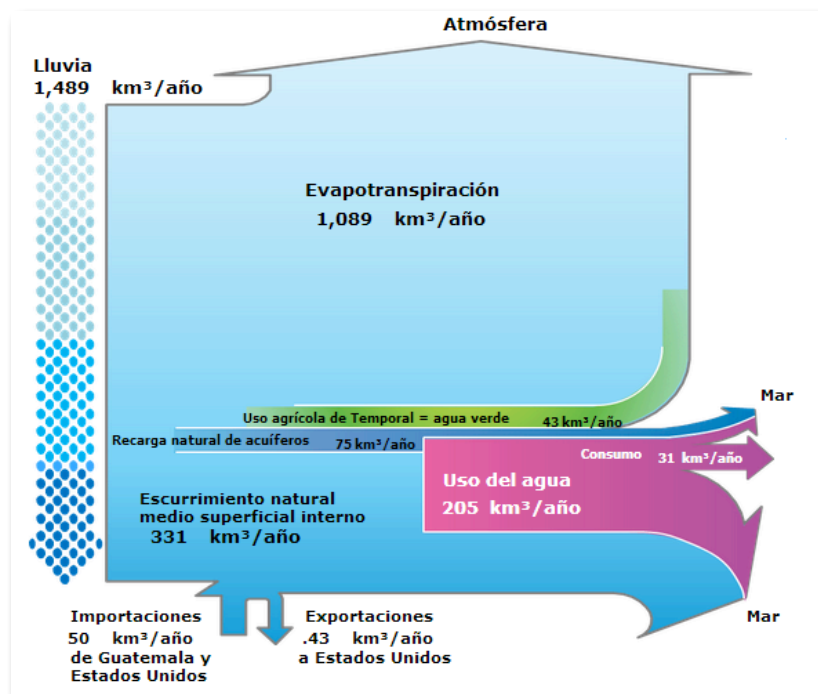 Atmósfera
Lluvia
1,489 km³/año
Evapotranspiración
1,089 km³/año
Uso agrícola de Temporal = agua verde 43 km³/año
Mar
Recarga natural de acuíferos 75 km³/año
Consumo 31 km³/año
Uso del agua
205 km³/año
Escurrimiento natural
medio superficial interno
331 km³/año
Importaciones
50 km³/año
de Guatemala y
Estados Unidos
Exportaciones
.43 km³/año
a Estados Unidos
Mar